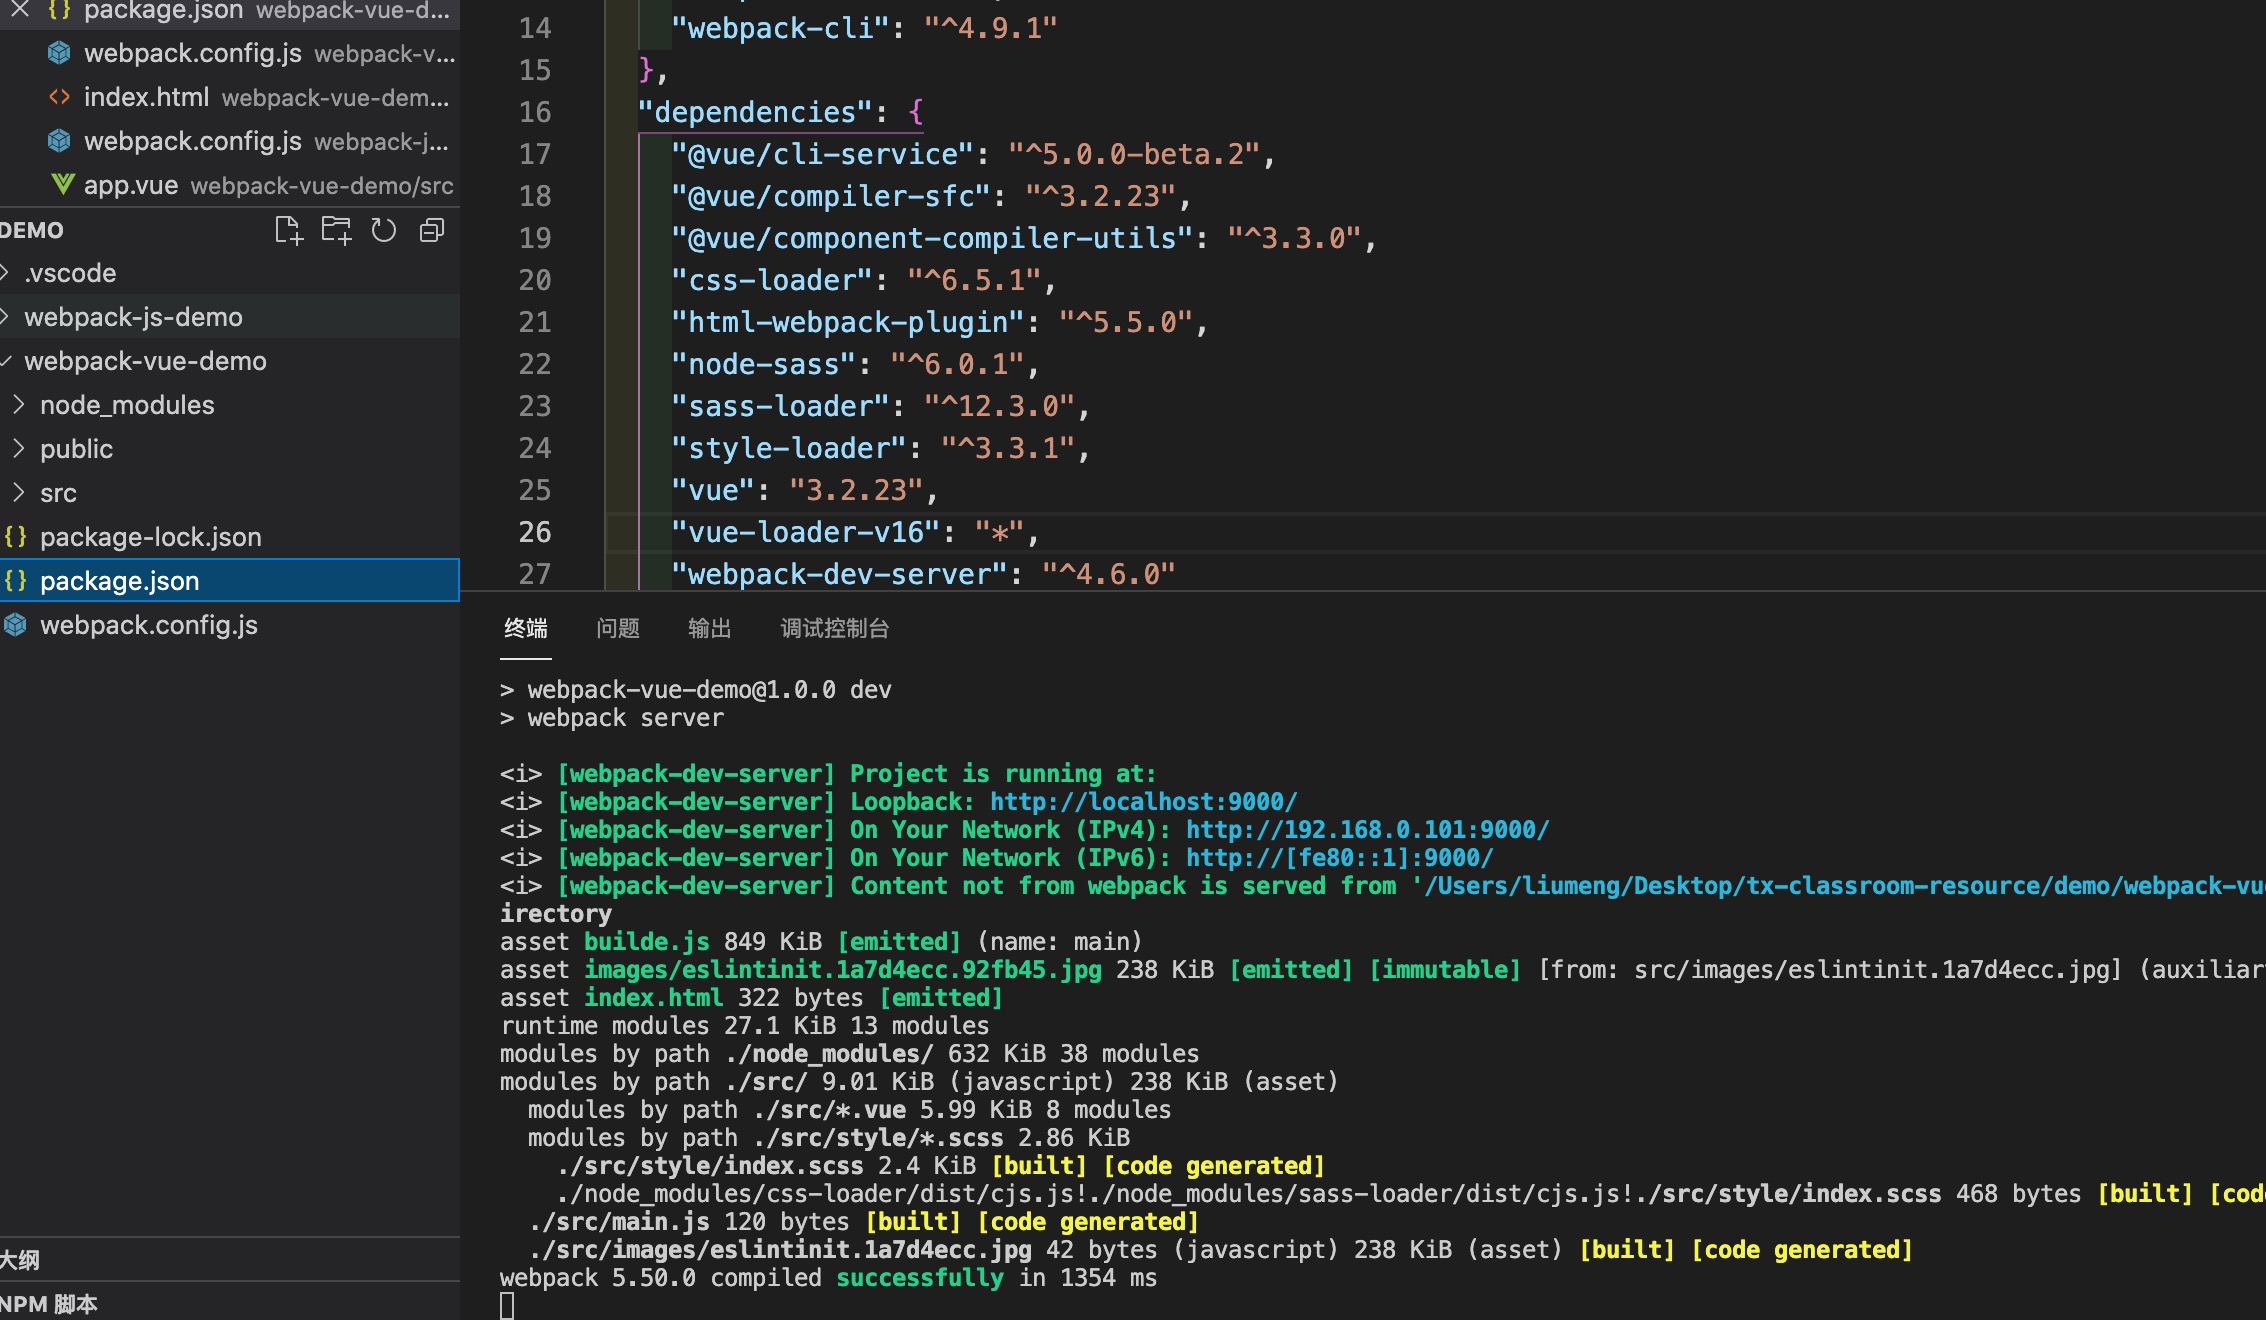 package.json webpack-vue-d...
webpack.config.js webpack-v...
index.html webpack-vue-dem...
webpack.config.js webpack-j...
app.vue webpack-vue-demo/src
DEMO
.vscode
webpack-js-demo
webpack-vue-demo
node_modules
public
src
package-lock.json
package.json
webpack.config.js
大纲
NPM 脚本
14 "webpack-cli": "^4.9.1"
15 },
16 "dependencies": {
17 "@vue/cli-service": "^5.0.0-beta.2",
18 "@vue/compiler-sfc": "^3.2.23",
19 "@vue/component-compiler-utils": "^3.3.0",
20 "css-loader": "^6.5.1",
21 "html-webpack-plugin": "^5.5.0",
22 "node-sass": "^6.0.1",
23 "sass-loader": "^12.3.0",
24 "style-loader": "^3.3.1",
25 "vue": "3.2.23",
26 "vue-loader-v16": "*",
27 "webpack-dev-server": "^4.6.0"
终端 问题 输出 调试控制台
> webpack-vue-demo@1.0.0 dev
> webpack server
<i> [webpack-dev-server] Project is running at:
<i> [webpack-dev-server] Loopback: http://localhost:9000/
<i> [webpack-dev-server] On Your Network (IPv4): http://192.168.0.101:9000/
<i> [webpack-dev-server] On Your Network (IPv6): http://[fe80::1]:9000/
<i> [webpack-dev-server] Content not from webpack is served from '/Users/liumeng/Desktop/tx-classroom-resource/demo/webpack-vu
irectory
asset builde.js 849 KiB [emitted] (name: main)
asset images/eslintinit.1a7d4ecc.92fb45.jpg 238 KiB [emitted] [immutable] [from: src/images/eslintinit.1a7d4ecc.jpg] (auxiliar
asset index.html 322 bytes [emitted]
runtime modules 27.1 KiB 13 modules
modules by path ./node_modules/ 632 KiB 38 modules
modules by path ./src/ 9.01 KiB (javascript) 238 KiB (asset)
modules by path ./src/*.vue 5.99 KiB 8 modules
modules by path ./src/style/*.scss 2.86 KiB
./src/style/index.scss 2.4 KiB [built] [code generated]
./node_modules/css-loader/dist/cjs.js!./node_modules/sass-loader/dist/cjs.js!./src/style/index.scss 468 bytes [built] [cod
./src/main.js 120 bytes [built] [code generated]
./src/images/eslintinit.1a7d4ecc.jpg 42 bytes (javascript) 238 KiB (asset) [built] [code generated]
webpack 5.50.0 compiled successfully in 1354 ms